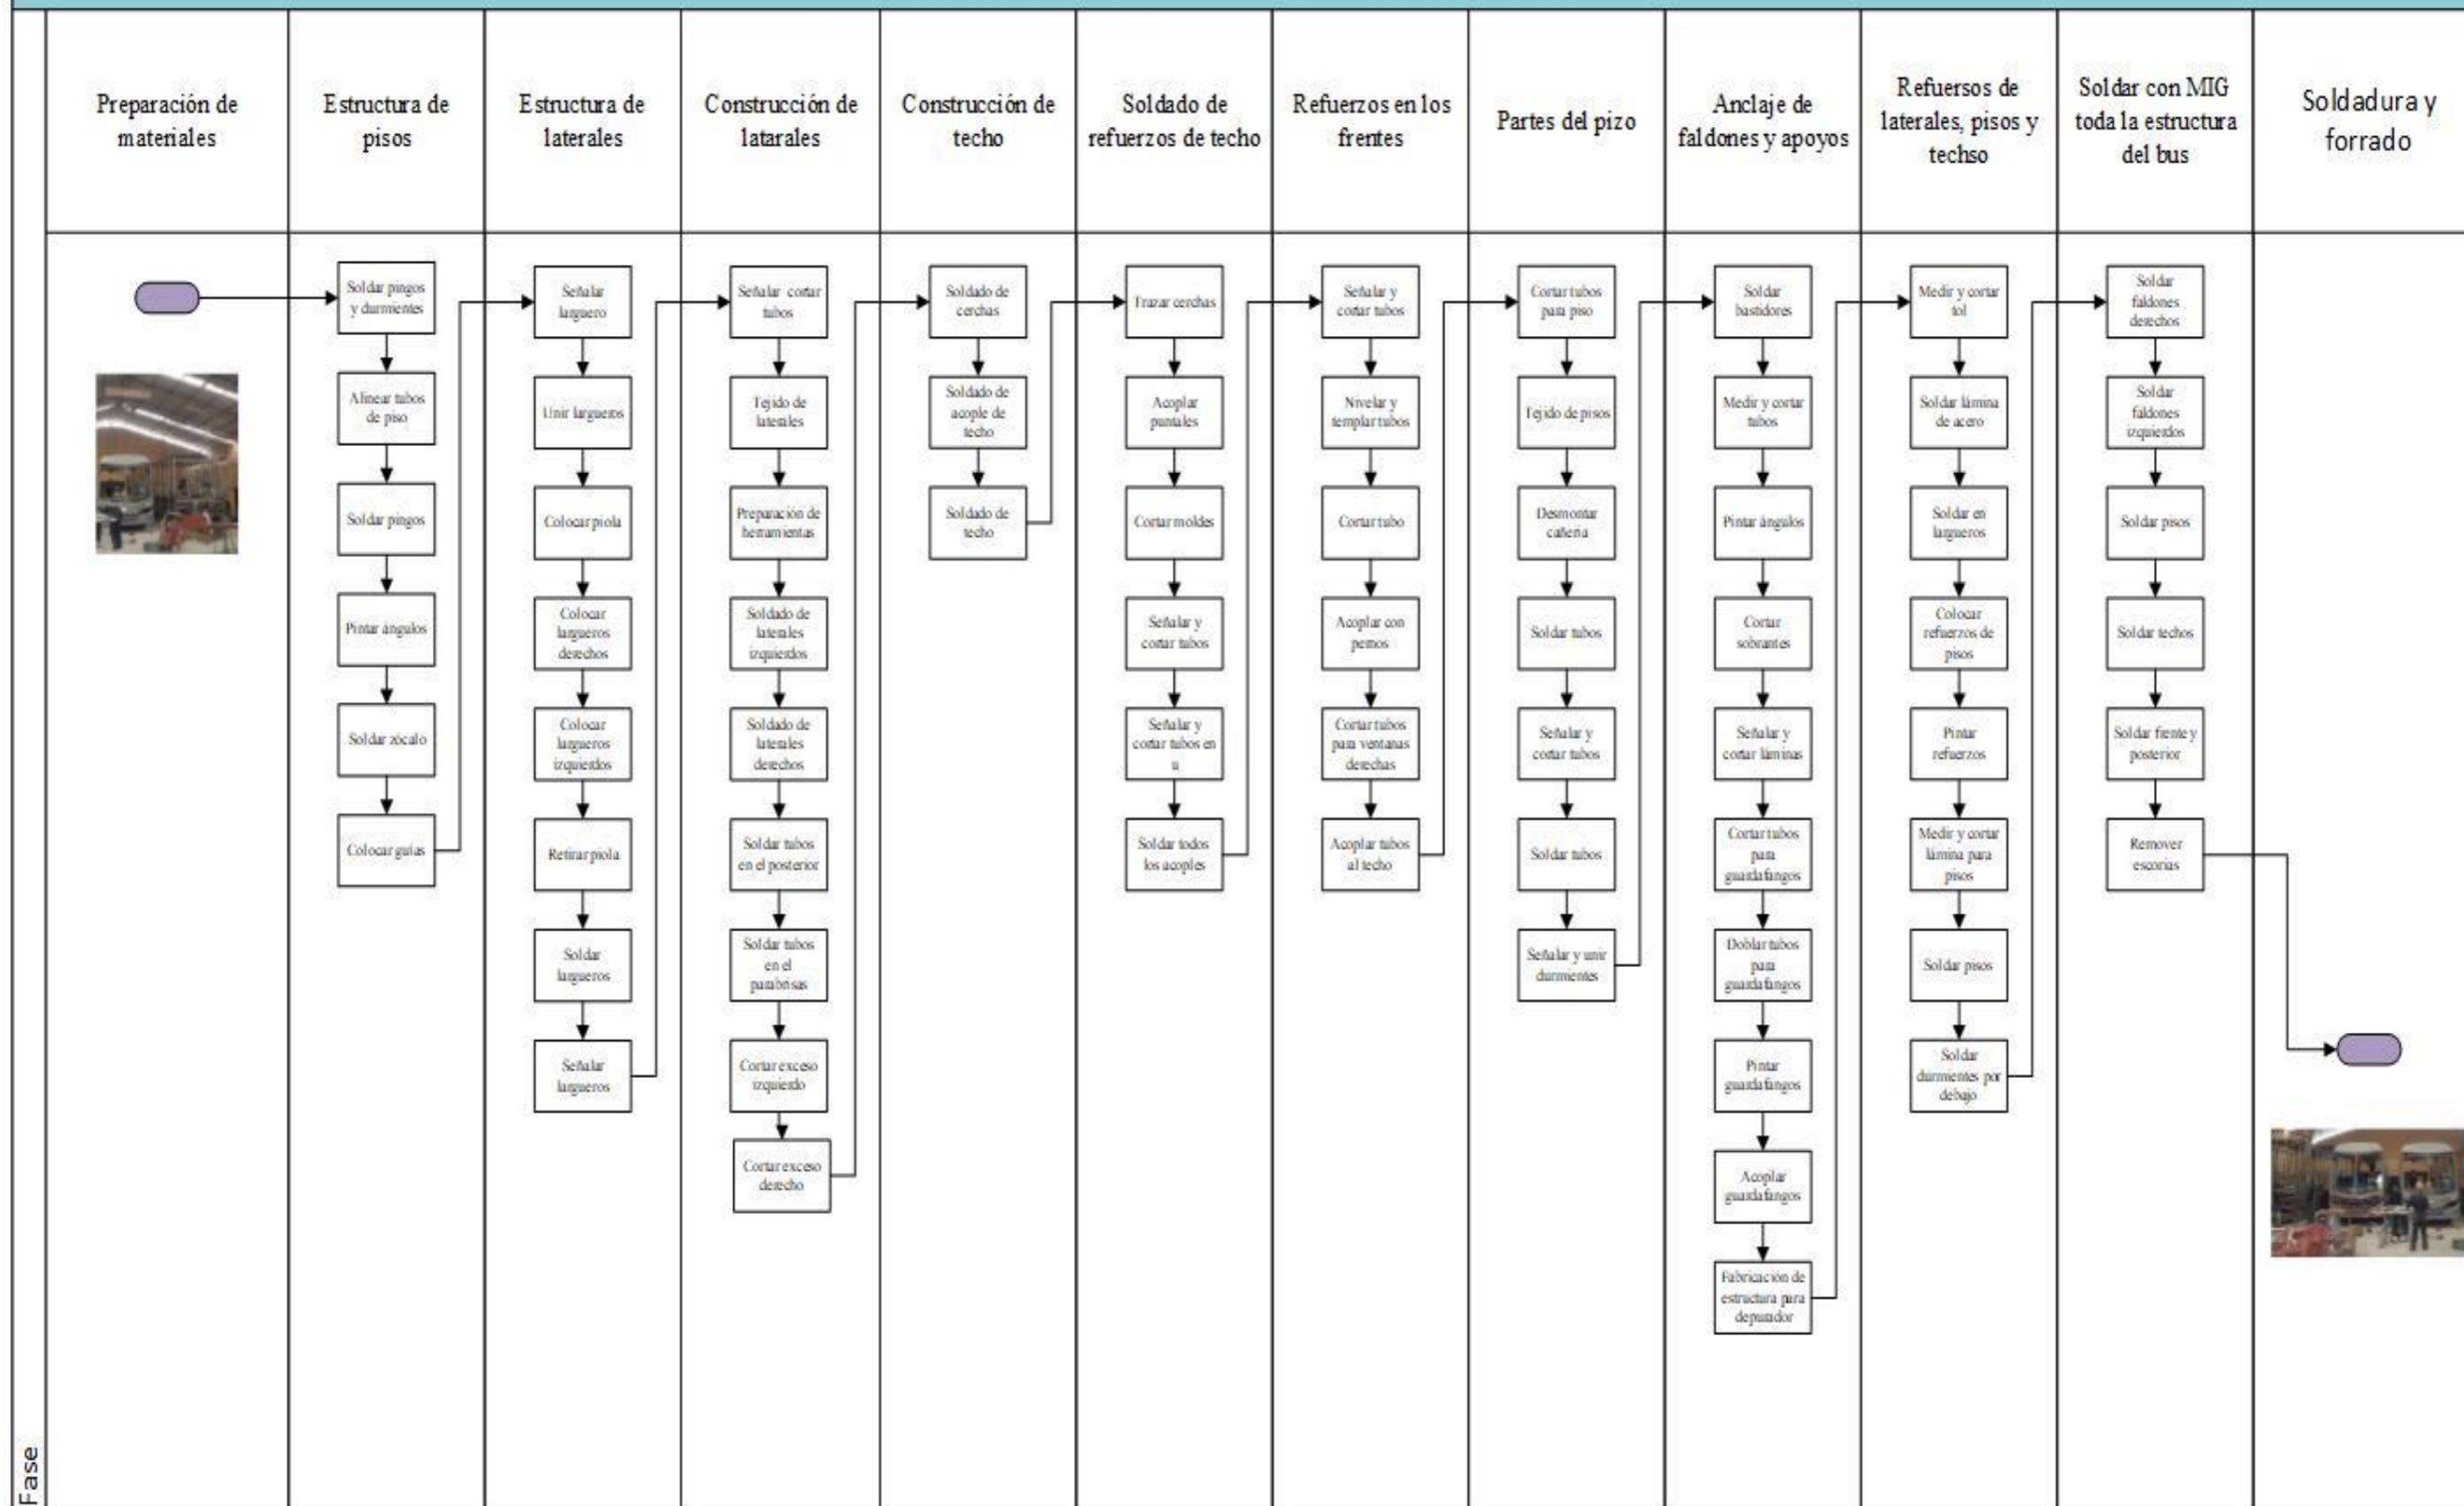 Preparación de
materiales
Estructura de
pisos
Estructura de
laterales
Construcción de
latarales
Construcción de
techo
Soldado de
refuerzos de techo
Refuerzos en los
frentes
Partes del pizo
Anclaje de
faldones y apoyos
Refuersos de
laterales, pisos y
techso
Soldar con MIG
toda la estructura
del bus
Soldadura y
forrado
Soldar pingos
y durmientes
Alinear tubos
de piso
Soldar pingos
Pintar ángulos
Soldar zócalo
Colocar guías
Señalar
larguero
Unir largueros
Colocar piola
Colocar
largueros
derechos
Colocar
largueros
izquierdos
Retirar piola
Soldar
largueros
Señalar
largueros
Señalar cortar
tubos
Tejido de
laterales
Preparación de
herramientas
Soldado de
laterales
izquierdos
Soldado de
laterales
derechos
Soldar tubos
en el posterior
Soldar tubos
en el
parabrisas
Cortar exceso
izquierdo
Cortar exceso
derecho
Soldado de
cerchas
Soldado de
acople de
techo
Soldado de
techo
Trazar cerchas
Acoplar
puntales
Cortar moldes
Señalar y
cortar tubos
Señalar y
cortar tubos en
u
Soldar todos
los acoples
Señalar y
cortar tubos
Nivelar y
templar tubos
Cortar tubo
Acoplar con
pernos
Cortar tubos
para ventanas
derechas
Acoplar tubos
al techo
Cortar tubos
para piso
Tejido de pisos
Desmontar
cañeria
Soldar tubos
Señalar y
cortar tubos
Soldar tubos
Señalar y unir
durmientes
Soldar
bastidores
Medir y cortar
tubos
Pintar ángulos
Cortar
sobrantes
Señalar y
cortar láminas
Cortar tubos
para
guardafangos
Doblar tubos
para
guardafangos
Pintar
guardafangos
Acoplar
guardafangos
Fabricación de
estructura para
depurador
Medir y cortar
tól
Soldar lámina
de acero
Soldar en
largueros
Colocar
refuerzos de
pisos
Pintar
refuerzos
Medir y cortar
lámina para
pisos
Soldar pisos
Soldar
durmientes por
debajo
Soldar
faldones
derechos
Soldar
faldones
izquierdos
Soldar pisos
Soldar techos
Soldar frente y
posterior
Remover
escorias
Fase